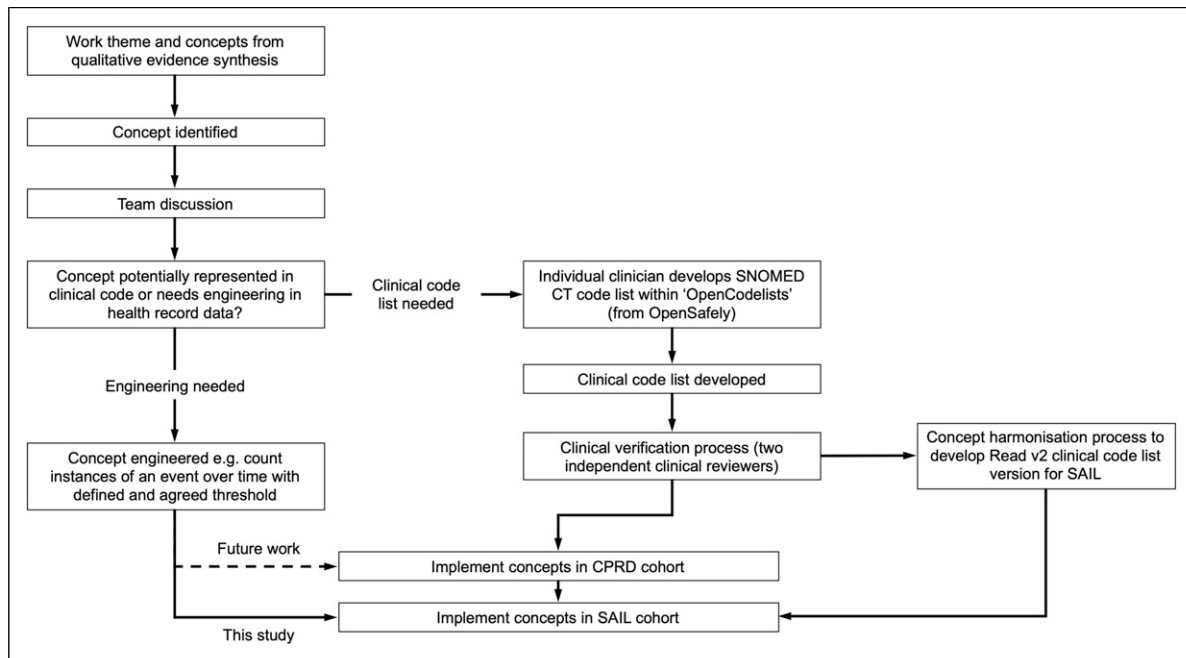 Work theme and concepts from
qualitative evidence synthesis
Concept identified
Team discussion
Concept potentially represented in
clinical code or needs engineering in
health record data?
Clinical code
list needed
Individual clinician develops SNOMED
CT code list within ‘OpenCodelists’
(from OpenSafely)
Clinical code list developed
Engineering needed
Clinical verification process (two
independent clinical reviewers)
Concept harmonisation process to
develop Read v2 clinical code list
version for SAIL
Concept engineered e.g. count
instances of an event over time with
defined and agreed threshold
Future work
Implement concepts in CPRD cohort
Implement concepts in SAIL cohort
This study